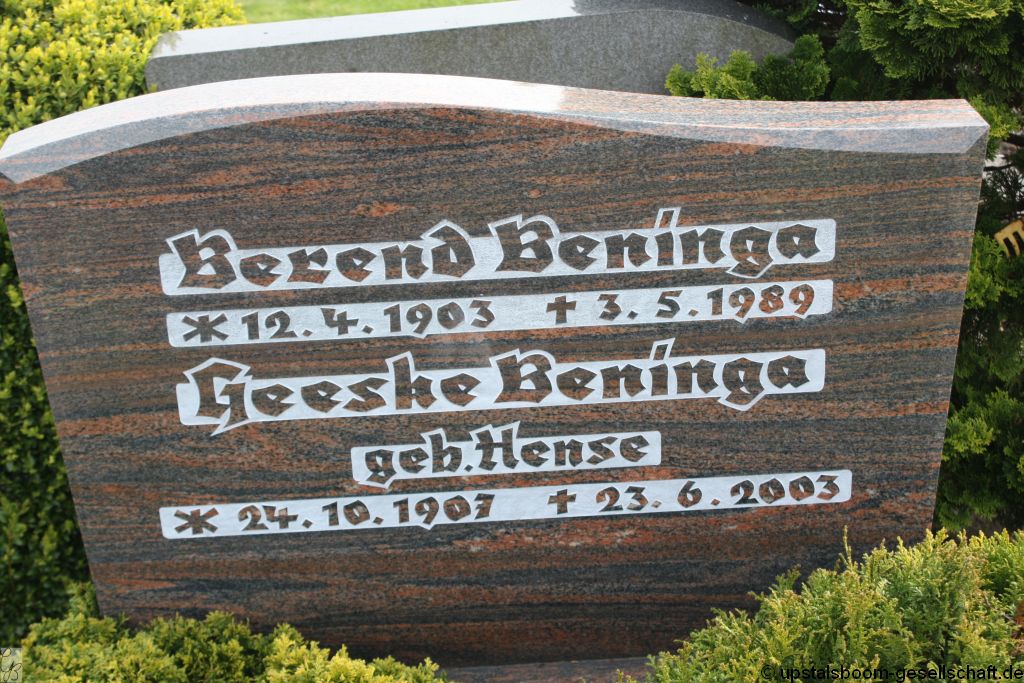 Berend Beninga
* 12. 4. 1903 ✝ 3. 5. 1989
Geeske Beninga
geb. Hense
* 24. 10. 1907 ✝ 23. 6. 2003
© upstalsboom-gesellschaft.de